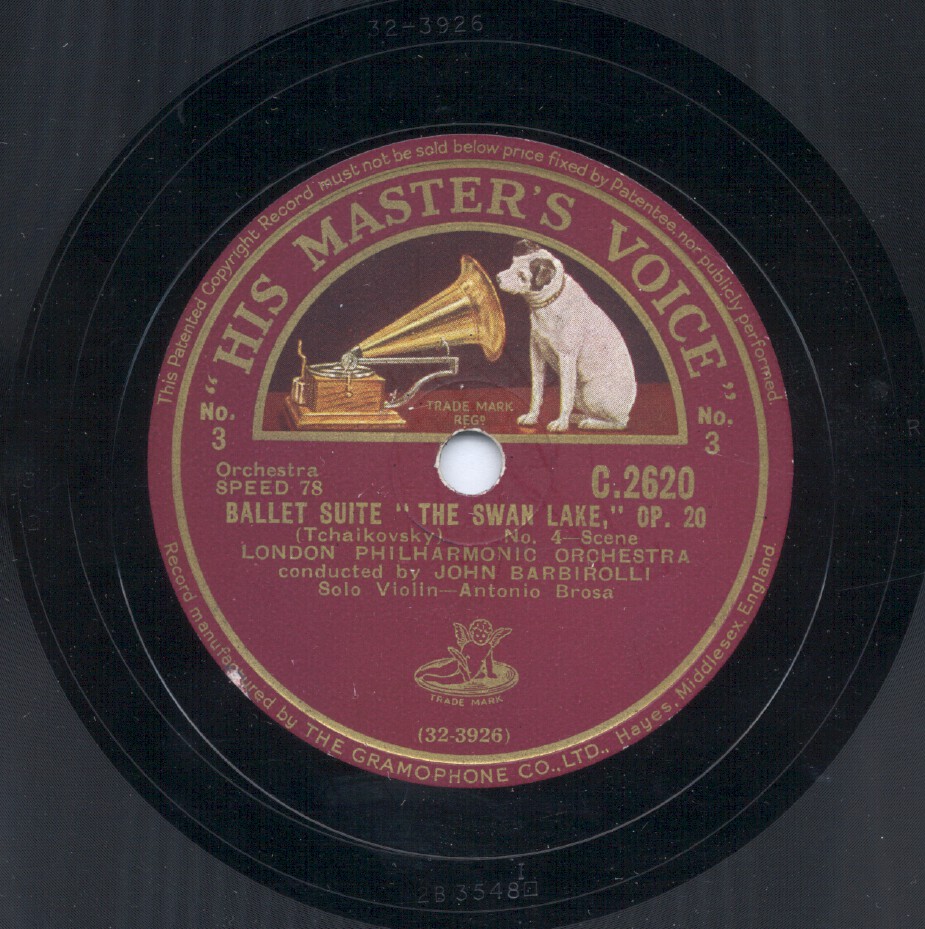 32-3926
This Patented Copyright Record must not be sold below price fixed by Patentee, nor publicly performed.
"HIS MASTER'S VOICE"
TRADE MARK
REGD
No.
3
No.
3
Orchestra
SPEED 78
C.2620
BALLET SUITE "THE SWAN LAKE," OP. 20
(Tchaikovsky) No. 4—Scene
LONDON PHILHARMONIC ORCHESTRA
conducted by JOHN BARBIROLLI
Solo Violin—Antonio Brosa
TRADE MARK
(32-3926)
Record manufactured by THE GRAMOPHONE CO., LTD., Hayes, Middlesex, England.
I
2B3548
R